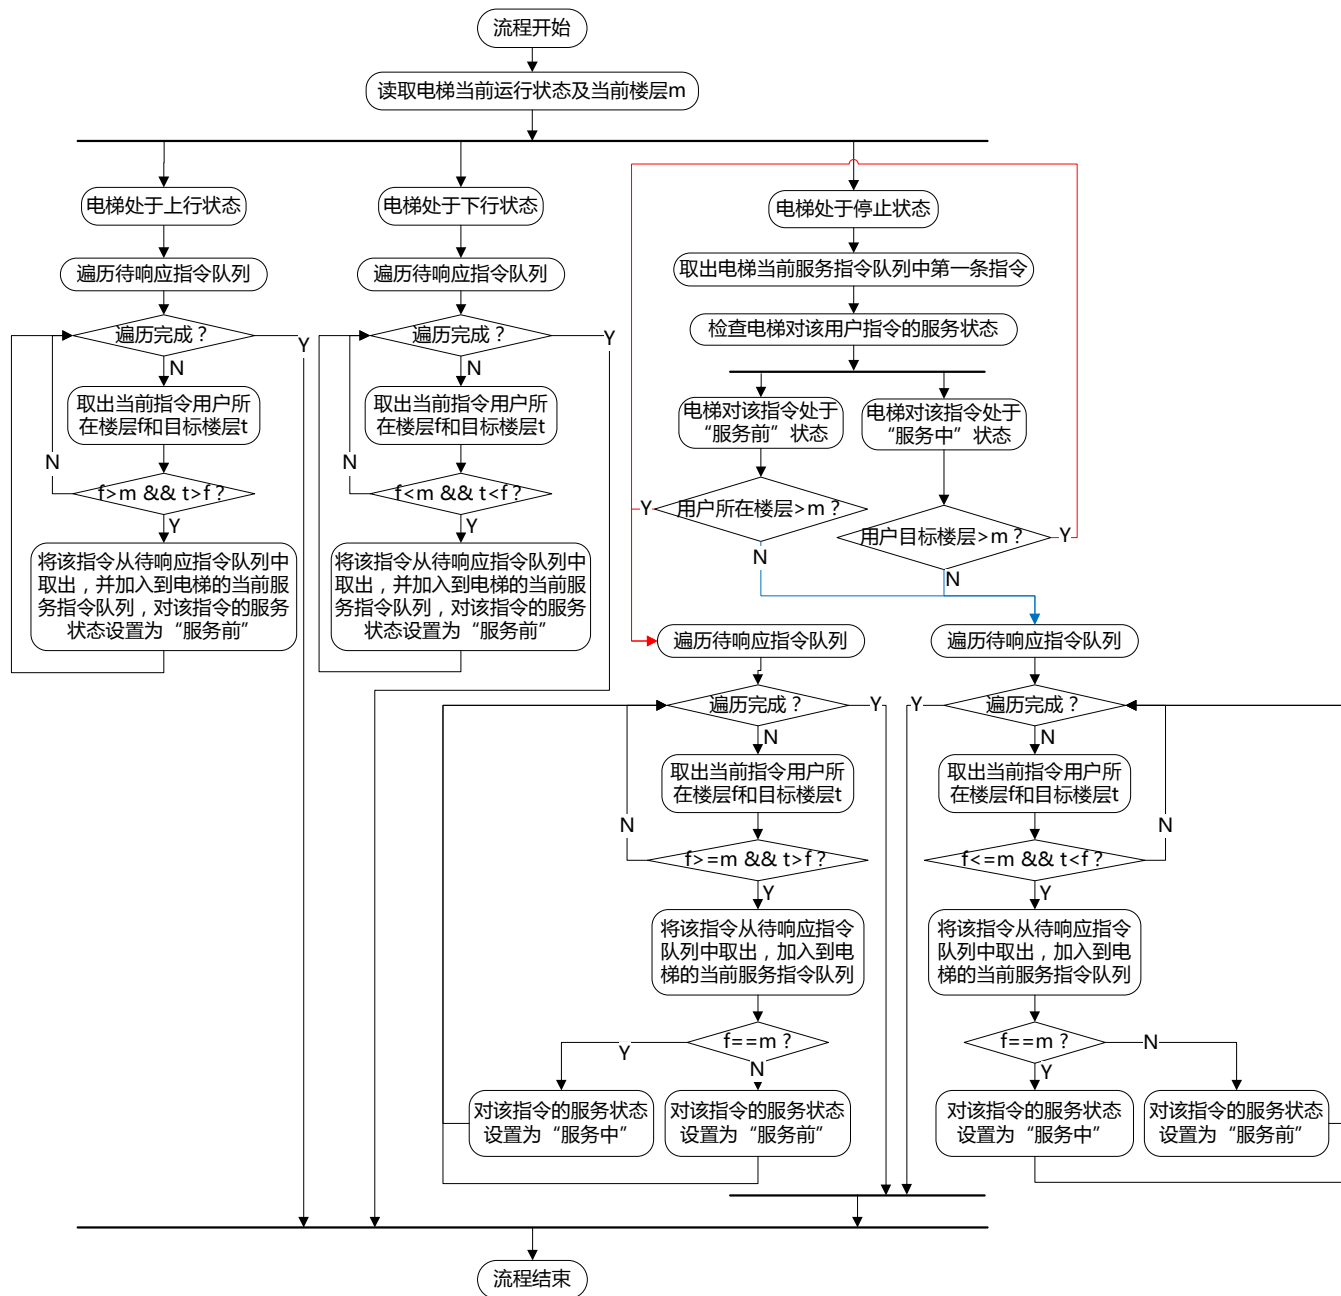 流程开始
读取电梯当前运行状态及当前楼层m
电梯处于上行状态
遍历待响应指令队列
遍历完成？
Y
N
取出当前指令用户所
在楼层f和目标楼层t
N
f>m && t>f？
Y
将该指令从待响应指令队列中
取出，并加入到电梯的当前服
务指令队列，对该指令的服务
状态设置为“服务前”
电梯处于下行状态
遍历待响应指令队列
遍历完成？
Y
N
取出当前指令用户所
在楼层f和目标楼层t
N
f<m && t<f？
Y
将该指令从待响应指令队列中
取出，并加入到电梯的当前服
务指令队列，对该指令的服务
状态设置为“服务前”
电梯处于停止状态
取出电梯当前服务指令队列中第一条指令
检查电梯对该用户指令的服务状态
电梯对该指令处于
“服务前”状态
电梯对该指令处于
“服务中”状态
Y
用户所在楼层>m？
N
用户目标楼层>m？
Y
N
遍历待响应指令队列
遍历完成？
Y
N
取出当前指令用户所
在楼层f和目标楼层t
N
f>=m && t>f？
Y
将该指令从待响应指令
队列中取出，加入到电
梯的当前服务指令队列
f==m？
Y
N
对该指令的服务状态
设置为“服务中”
对该指令的服务状态
设置为“服务前”
遍历待响应指令队列
遍历完成？
Y
N
取出当前指令用户所
在楼层f和目标楼层t
N
f<=m && t<f？
Y
将该指令从待响应指令
队列中取出，加入到电
梯的当前服务指令队列
f==m？
N
Y
对该指令的服务状态
设置为“服务中”
对该指令的服务状态
设置为“服务前”
流程结束